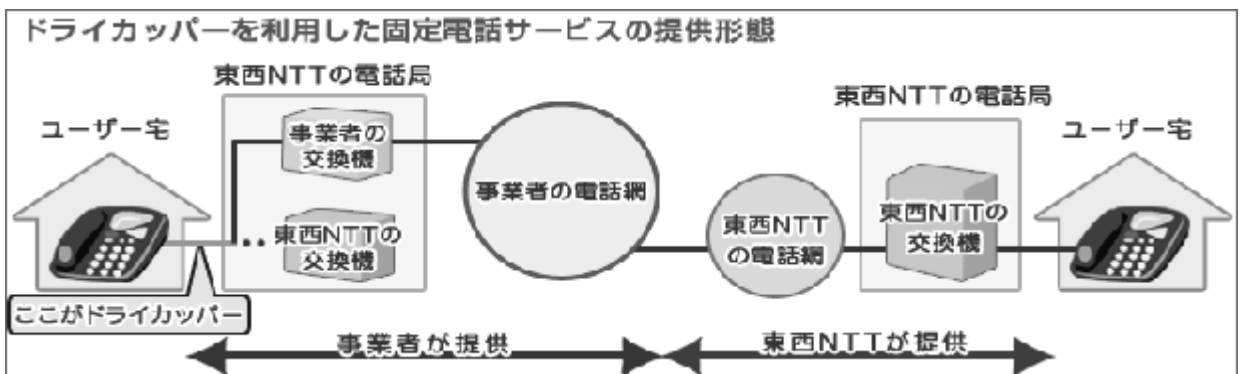 ドライカッパーを利用した固定電話サービスの提供形態
東西NTTの電話局
ユーザー宅
事業者の
交換機
東西NTTの
交換機
ここがドライカッパー
事業者の電話網
東西NTT
の電話網
東西NTTの電話局
東西NTTの
交換機
ユーザー宅
事業者が提供
東西NTTが提供